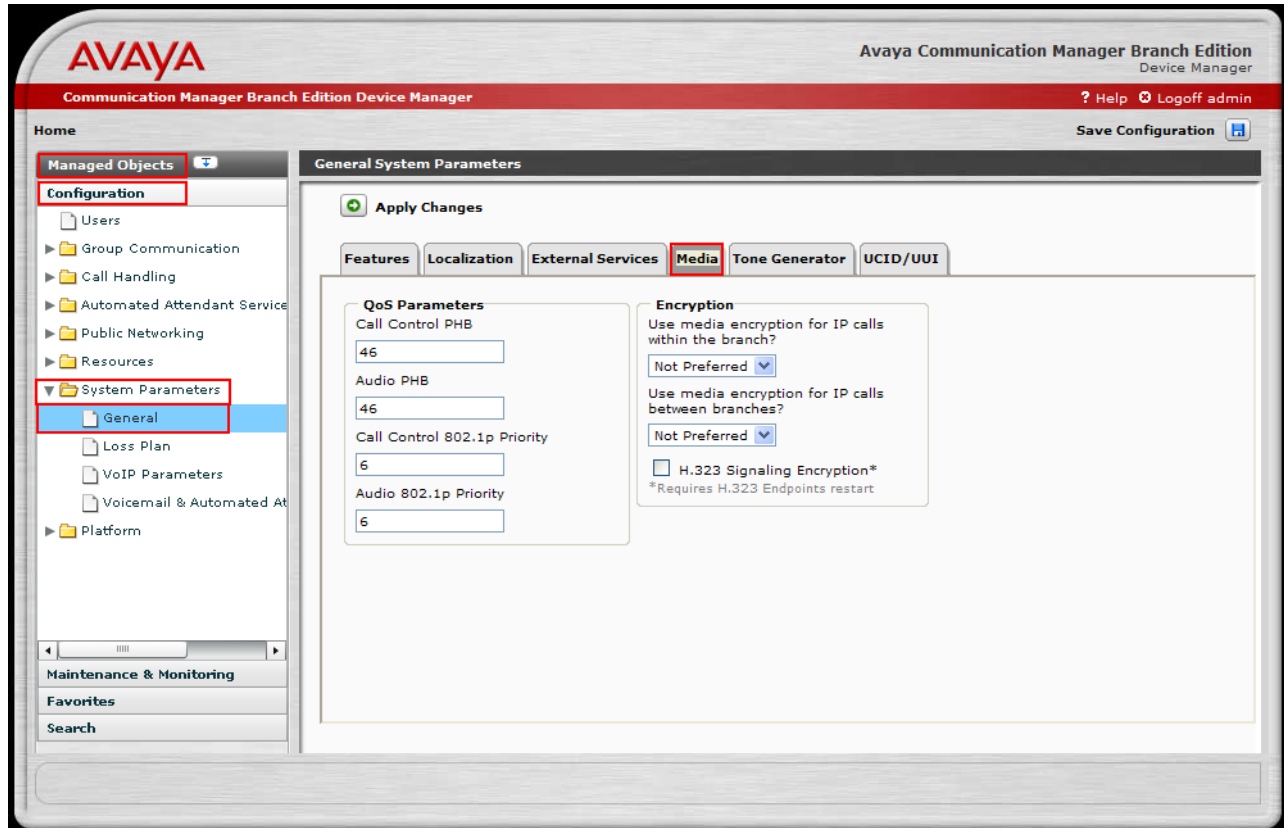 AVAYA
Avaya Communication Manager Branch Edition
Device Manager
Communication Manager Branch Edition Device Manager
? Help Logoff admin
Home
Save Configuration
Managed Objects
Configuration
Users
Group Communication
Call Handling
Automated Attendant Service
Public Networking
Resources
System Parameters
General
Loss Plan
VoIP Parameters
Voicemail & Automated At
Platform
Maintenance & Monitoring
Favorites
Search
General System Parameters
Apply Changes
Features Localization External Services Media Tone Generator UCID/UUI
QoS Parameters
Call Control PHB
46
Audio PHB
46
Call Control 802.1p Priority
6
Audio 802.1p Priority
6
Encryption
Use media encryption for IP calls
within the branch?
Not Preferred
Use media encryption for IP calls
between branches?
Not Preferred
H.323 Signaling Encryption*
*Requires H.323 Endpoints restart